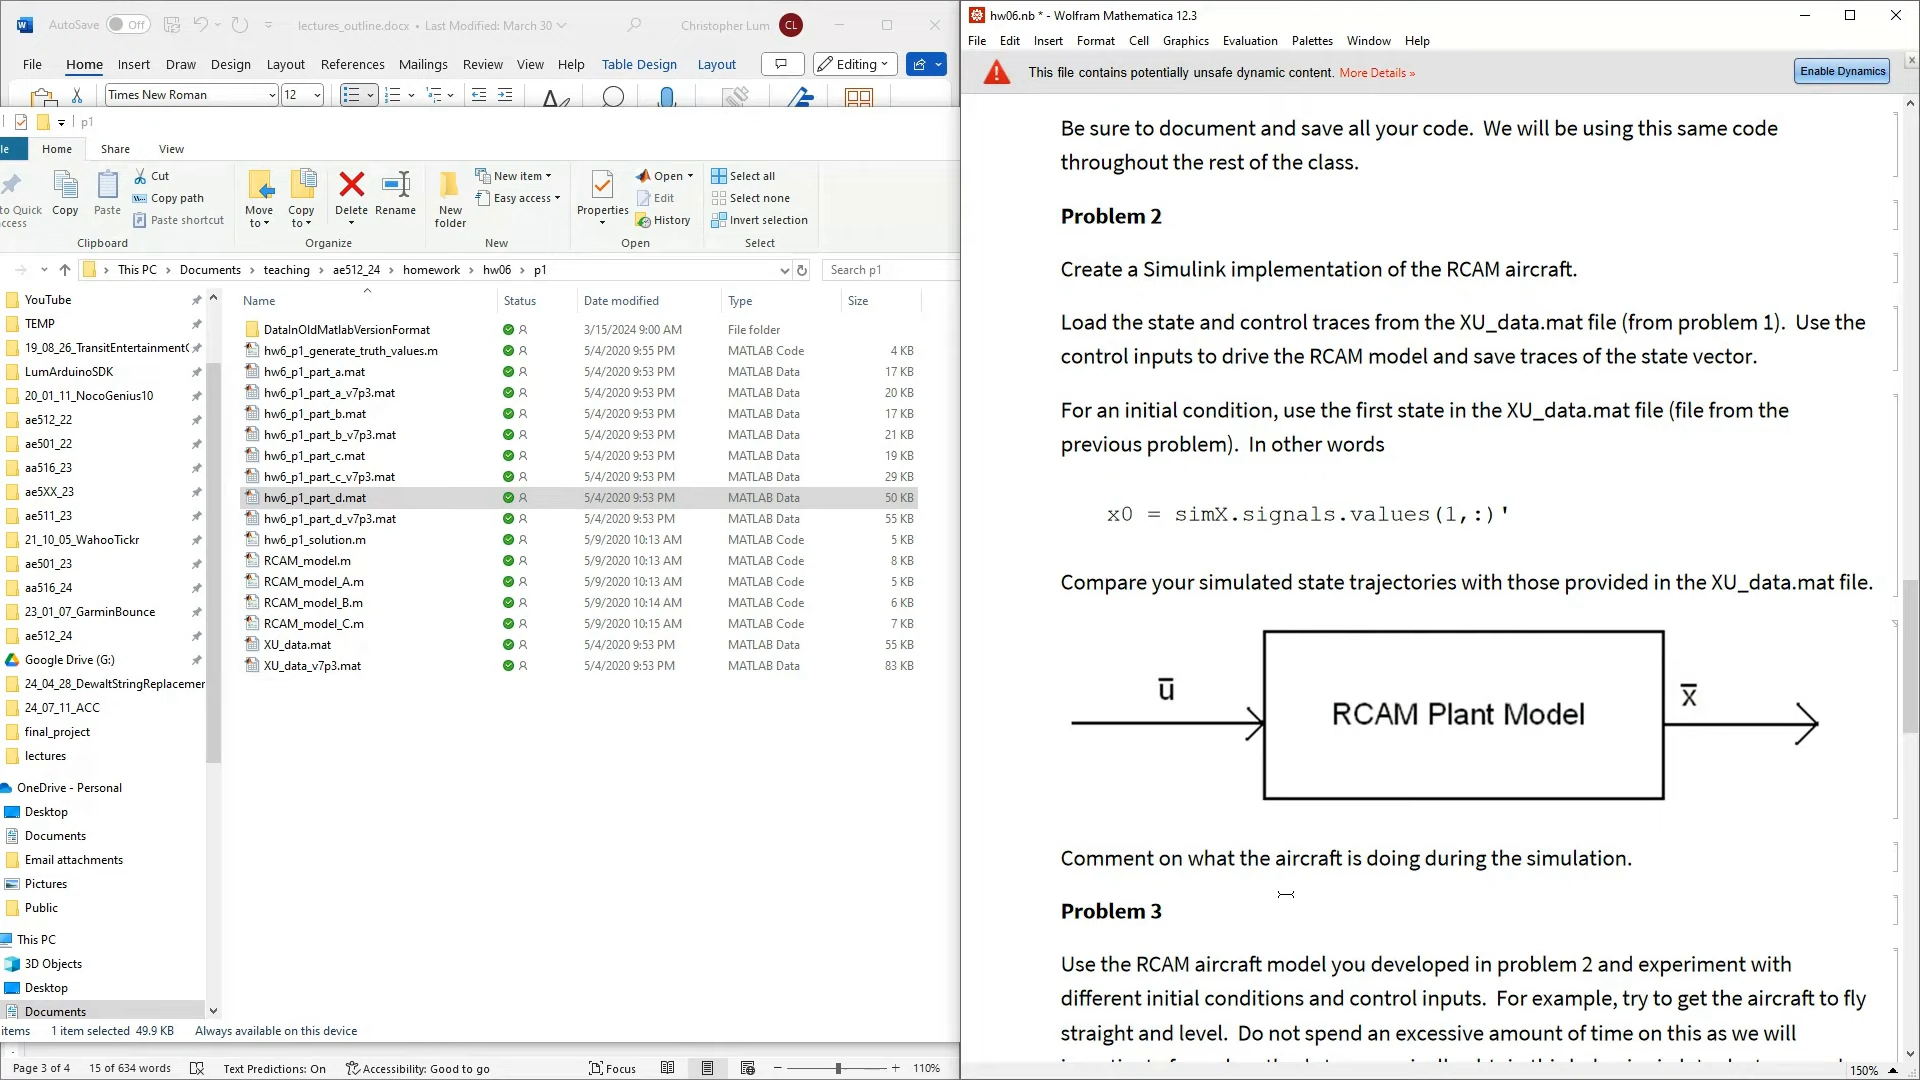 AutoSave Off lectures_outline.docx • Last Modified: March 30 Christopher Lum CL
File Home Insert Draw Design Layout References Mailings Review View Help Table Design Layout Editing
Times New Roman 12
p1
le Home Share View
Cut
Copy path
Paste shortcut
to Quick
ccess
Copy
Paste
Move
to
Copy
to
Delete
Rename
New
folder
New item
Easy access
Properties
Open
Edit
History
Select all
Select none
Invert selection
Clipboard Organize New Open Select
This PC > Documents > teaching > ae512_24 > homework > hw06 > p1
Search p1
YouTube
TEMP
19_08_26_TransitEntertainmentC
LumArduinoSDK
20_01_11_NocoGenius10
ae512_22
ae501_22
aa516_23
ae5XX_23
ae511_23
21_10_05_WahooTickr
ae501_23
aa516_24
23_01_07_GarminBounce
ae512_24
Google Drive (G:)
24_04_28_DewaltStringReplacemer
24_07_11_ACC
final_project
lectures
OneDrive - Personal
Desktop
Documents
Email attachments
Pictures
Public
This PC
3D Objects
Desktop
Documents
Name Status Date modified Type Size
DataInOldMatlabVersionFormat 3/15/2024 9:00 AM File folder
hw6_p1_generate_truth_values.m 5/4/2020 9:55 PM MATLAB Code 4 KB
hw6_p1_part_a.mat 5/4/2020 9:53 PM MATLAB Data 17 KB
hw6_p1_part_a_v7p3.mat 5/4/2020 9:53 PM MATLAB Data 20 KB
hw6_p1_part_b.mat 5/4/2020 9:53 PM MATLAB Data 17 KB
hw6_p1_part_b_v7p3.mat 5/4/2020 9:53 PM MATLAB Data 21 KB
hw6_p1_part_c.mat 5/4/2020 9:53 PM MATLAB Data 19 KB
hw6_p1_part_c_v7p3.mat 5/4/2020 9:53 PM MATLAB Data 29 KB
hw6_p1_part_d.mat 5/4/2020 9:53 PM MATLAB Data 50 KB
hw6_p1_part_d_v7p3.mat 5/4/2020 9:53 PM MATLAB Data 55 KB
hw6_p1_solution.m 5/9/2020 10:13 AM MATLAB Code 5 KB
RCAM_model.m 5/9/2020 10:13 AM MATLAB Code 8 KB
RCAM_model_A.m 5/9/2020 10:13 AM MATLAB Code 5 KB
RCAM_model_B.m 5/9/2020 10:14 AM MATLAB Code 6 KB
RCAM_model_C.m 5/9/2020 10:15 AM MATLAB Code 7 KB
XU_data.mat 5/4/2020 9:53 PM MATLAB Data 55 KB
XU_data_v7p3.mat 5/4/2020 9:53 PM MATLAB Data 83 KB
items 1 item selected 49.9 KB Always available on this device
Page 3 of 4 15 of 634 words Text Predictions: On Accessibility: Good to go Focus 110%
hw06.nb * - Wolfram Mathematica 12.3
File Edit Insert Format Cell Graphics Evaluation Palettes Window Help
This file contains potentially unsafe dynamic content. More Details » Enable Dynamics
Be sure to document and save all your code. We will be using this same code
throughout the rest of the class.
Problem 2
Create a Simulink implementation of the RCAM aircraft.
Load the state and control traces from the XU_data.mat file (from problem 1). Use the
control inputs to drive the RCAM model and save traces of the state vector.
For an initial condition, use the first state in the XU_data.mat file (file from the
previous problem). In other words
x0 = simX.signals.values(1,:)'
Compare your simulated state trajectories with those provided in the XU_data.mat file.
u̅ RCAM Plant Model x̅
Comment on what the aircraft is doing during the simulation.
Problem 3
Use the RCAM aircraft model you developed in problem 2 and experiment with
different initial conditions and control inputs. For example, try to get the aircraft to fly
straight and level. Do not spend an excessive amount of time on this as we will
150%